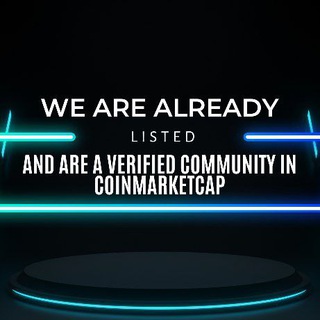 WE ARE ALREADY
LISTED
AND ARE A VERIFIED COMMUNITY IN
COINMARKETCAP